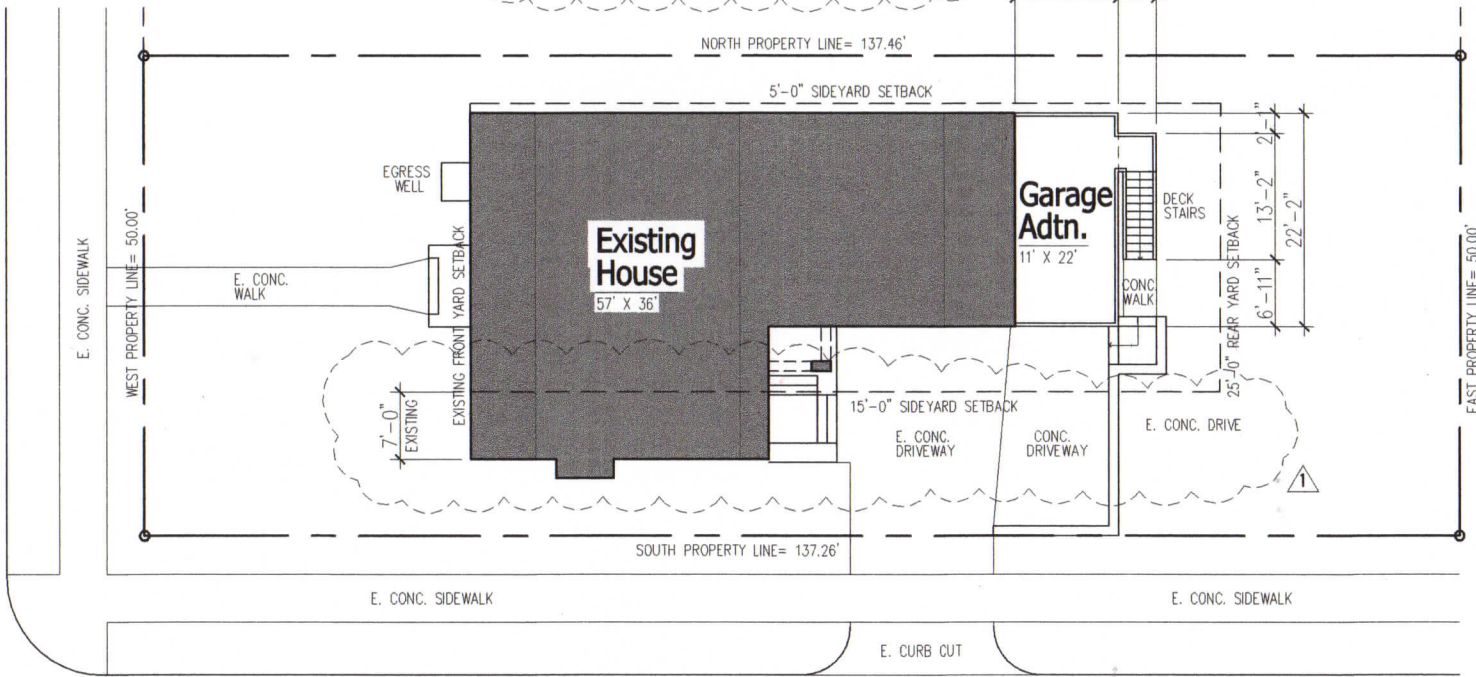 NORTH PROPERTY LINE= 137.46'
5'-0" SIDEYARD SETBACK
2'-1"
EGRESS
WELL
Existing
House
57' X 36'
Garage
Adtn.
11' X 22'
DECK
STAIRS
13'-2"
22'-2"
6'-11"
CONC.
WALK
25'-0" REAR YARD SETBACK
EAST PROPERTY LINE= 50.00'
E. CONC. SIDEWALK
WEST PROPERTY LINE= 50.00'
E. CONC.
WALK
EXISTING FRONT YARD SETBACK
7'-0"
EXISTING
15'-0" SIDEYARD SETBACK
E. CONC.
DRIVEWAY
CONC.
DRIVEWAY
E. CONC. DRIVE
1
SOUTH PROPERTY LINE= 137.26'
E. CONC. SIDEWALK
E. CONC. SIDEWALK
E. CURB CUT